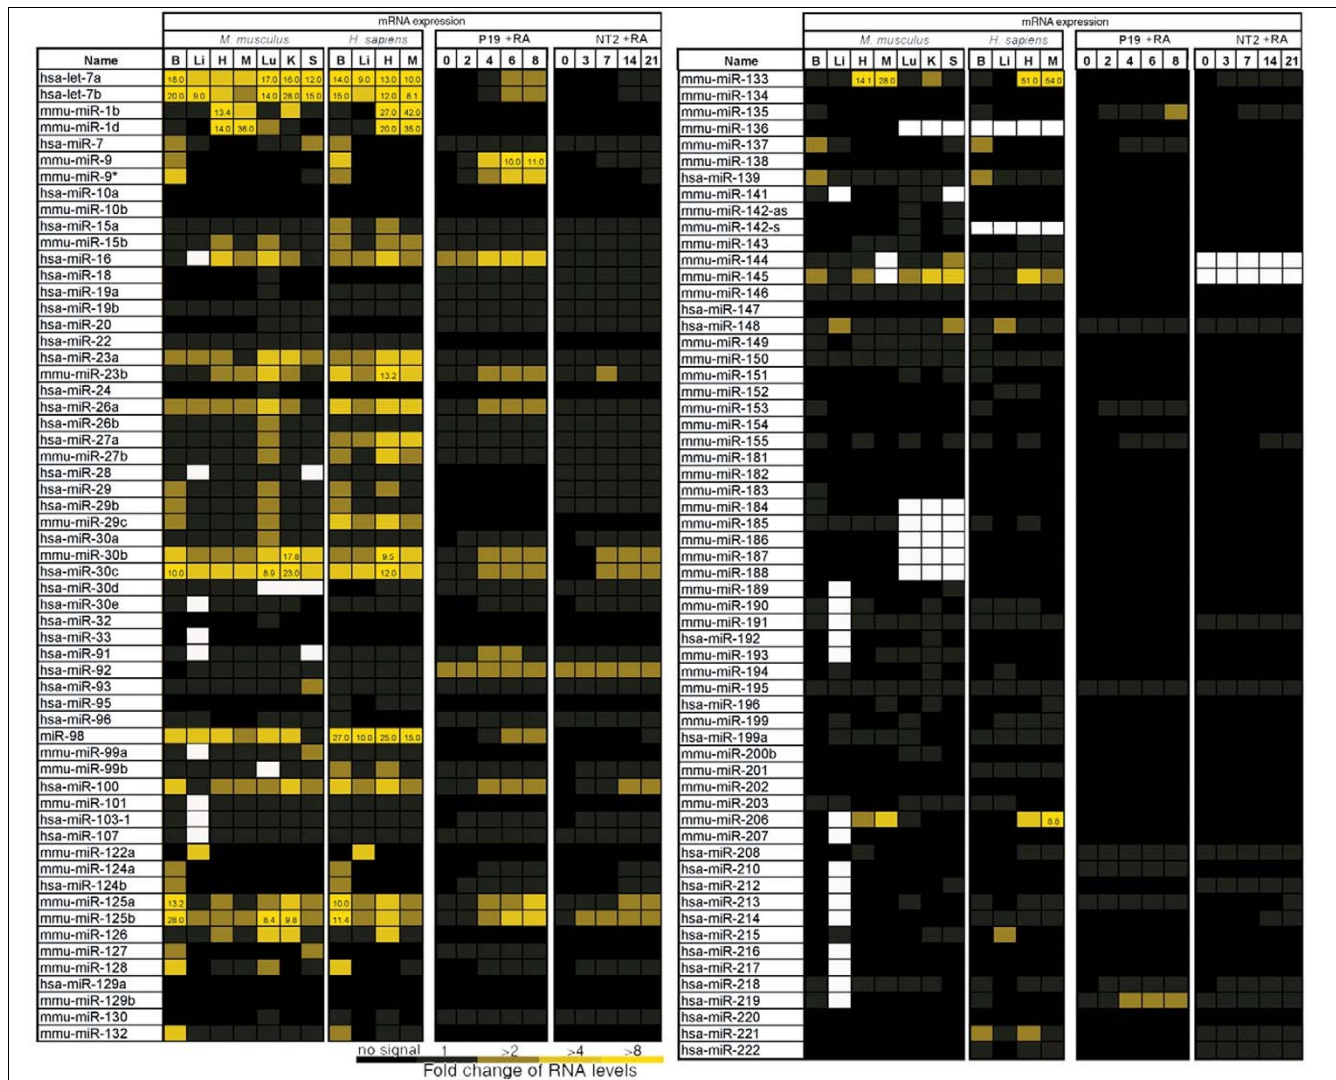 mRNA expression
M. musculus H. sapiens P19 +RA NT2 +RA
Name B Li H M Lu K S B Li H M 0 2 4 6 8 0 3 7 14 21
hsa-let-7a 18.0 17.0 16.0 12.0 14.0 9.0 13.0 10.0
hsa-let-7b 20.0 9.0 14.0 28.0 15.0 15.0 12.0 8.1
mmu-miR-1b 13.4 27.0 42.0
mmu-miR-1d 14.0 36.0 20.0 35.0
hsa-miR-7
mmu-miR-9 10.0 11.0
mmu-miR-9*
hsa-miR-10a
mmu-miR-10b
hsa-miR-15a
mmu-miR-15b
hsa-miR-16
hsa-miR-18
hsa-miR-19a
hsa-miR-19b
hsa-miR-20
hsa-miR-22
hsa-miR-23a
mmu-miR-23b 13.2
hsa-miR-24
hsa-miR-26a
hsa-miR-26b
hsa-miR-27a
mmu-miR-27b
hsa-miR-28
hsa-miR-29
hsa-miR-29b
mmu-miR-29c
hsa-miR-30a
mmu-miR-30b 17.8 9.5
hsa-miR-30c 10.0 8.9 23.0 12.0
hsa-miR-30d
hsa-miR-30e
hsa-miR-32
hsa-miR-33
hsa-miR-91
hsa-miR-92
hsa-miR-93
hsa-miR-95
hsa-miR-96
miR-98 27.0 10.0 25.0 15.0
mmu-miR-99a
mmu-miR-99b
hsa-miR-100
mmu-miR-101
hsa-miR-103-1
hsa-miR-107
mmu-miR-122a
mmu-miR-124a
hsa-miR-124b
mmu-miR-125a 13.2 10.0
mmu-miR-125b 28.0 8.4 9.8 11.4
mmu-miR-126
mmu-miR-127
mmu-miR-128
hsa-miR-129a
mmu-miR-129b
mmu-miR-130
mmu-miR-132
no signal 1 >2 >4 >8
Fold change of RNA levels
mRNA expression
M. musculus H. sapiens P19 +RA NT2 +RA
Name B Li H M Lu K S B Li H M 0 2 4 6 8 0 3 7 14 21
mmu-miR-133 14.1 28.0 51.0 54.0
mmu-miR-134
mmu-miR-135
mmu-miR-136
mmu-miR-137
mmu-miR-138
hsa-miR-139
mmu-miR-141
mmu-miR-142-as
mmu-miR-142-s
mmu-miR-143
mmu-miR-144
mmu-miR-145
mmu-miR-146
hsa-miR-147
hsa-miR-148
mmu-miR-149
mmu-miR-150
mmu-miR-151
mmu-miR-152
mmu-miR-153
mmu-miR-154
mmu-miR-155
mmu-miR-181
mmu-miR-182
mmu-miR-183
mmu-miR-184
mmu-miR-185
mmu-miR-186
mmu-miR-187
mmu-miR-188
mmu-miR-189
mmu-miR-190
mmu-miR-191
hsa-miR-192
mmu-miR-193
mmu-miR-194
mmu-miR-195
hsa-miR-196
mmu-miR-199
hsa-miR-199a
mmu-miR-200b
mmu-miR-201
mmu-miR-202
mmu-miR-203
mmu-miR-206 8.8
mmu-miR-207
hsa-miR-208
hsa-miR-210
hsa-miR-212
hsa-miR-213
hsa-miR-214
hsa-miR-215
hsa-miR-216
hsa-miR-217
hsa-miR-218
hsa-miR-219
hsa-miR-220
hsa-miR-221
hsa-miR-222